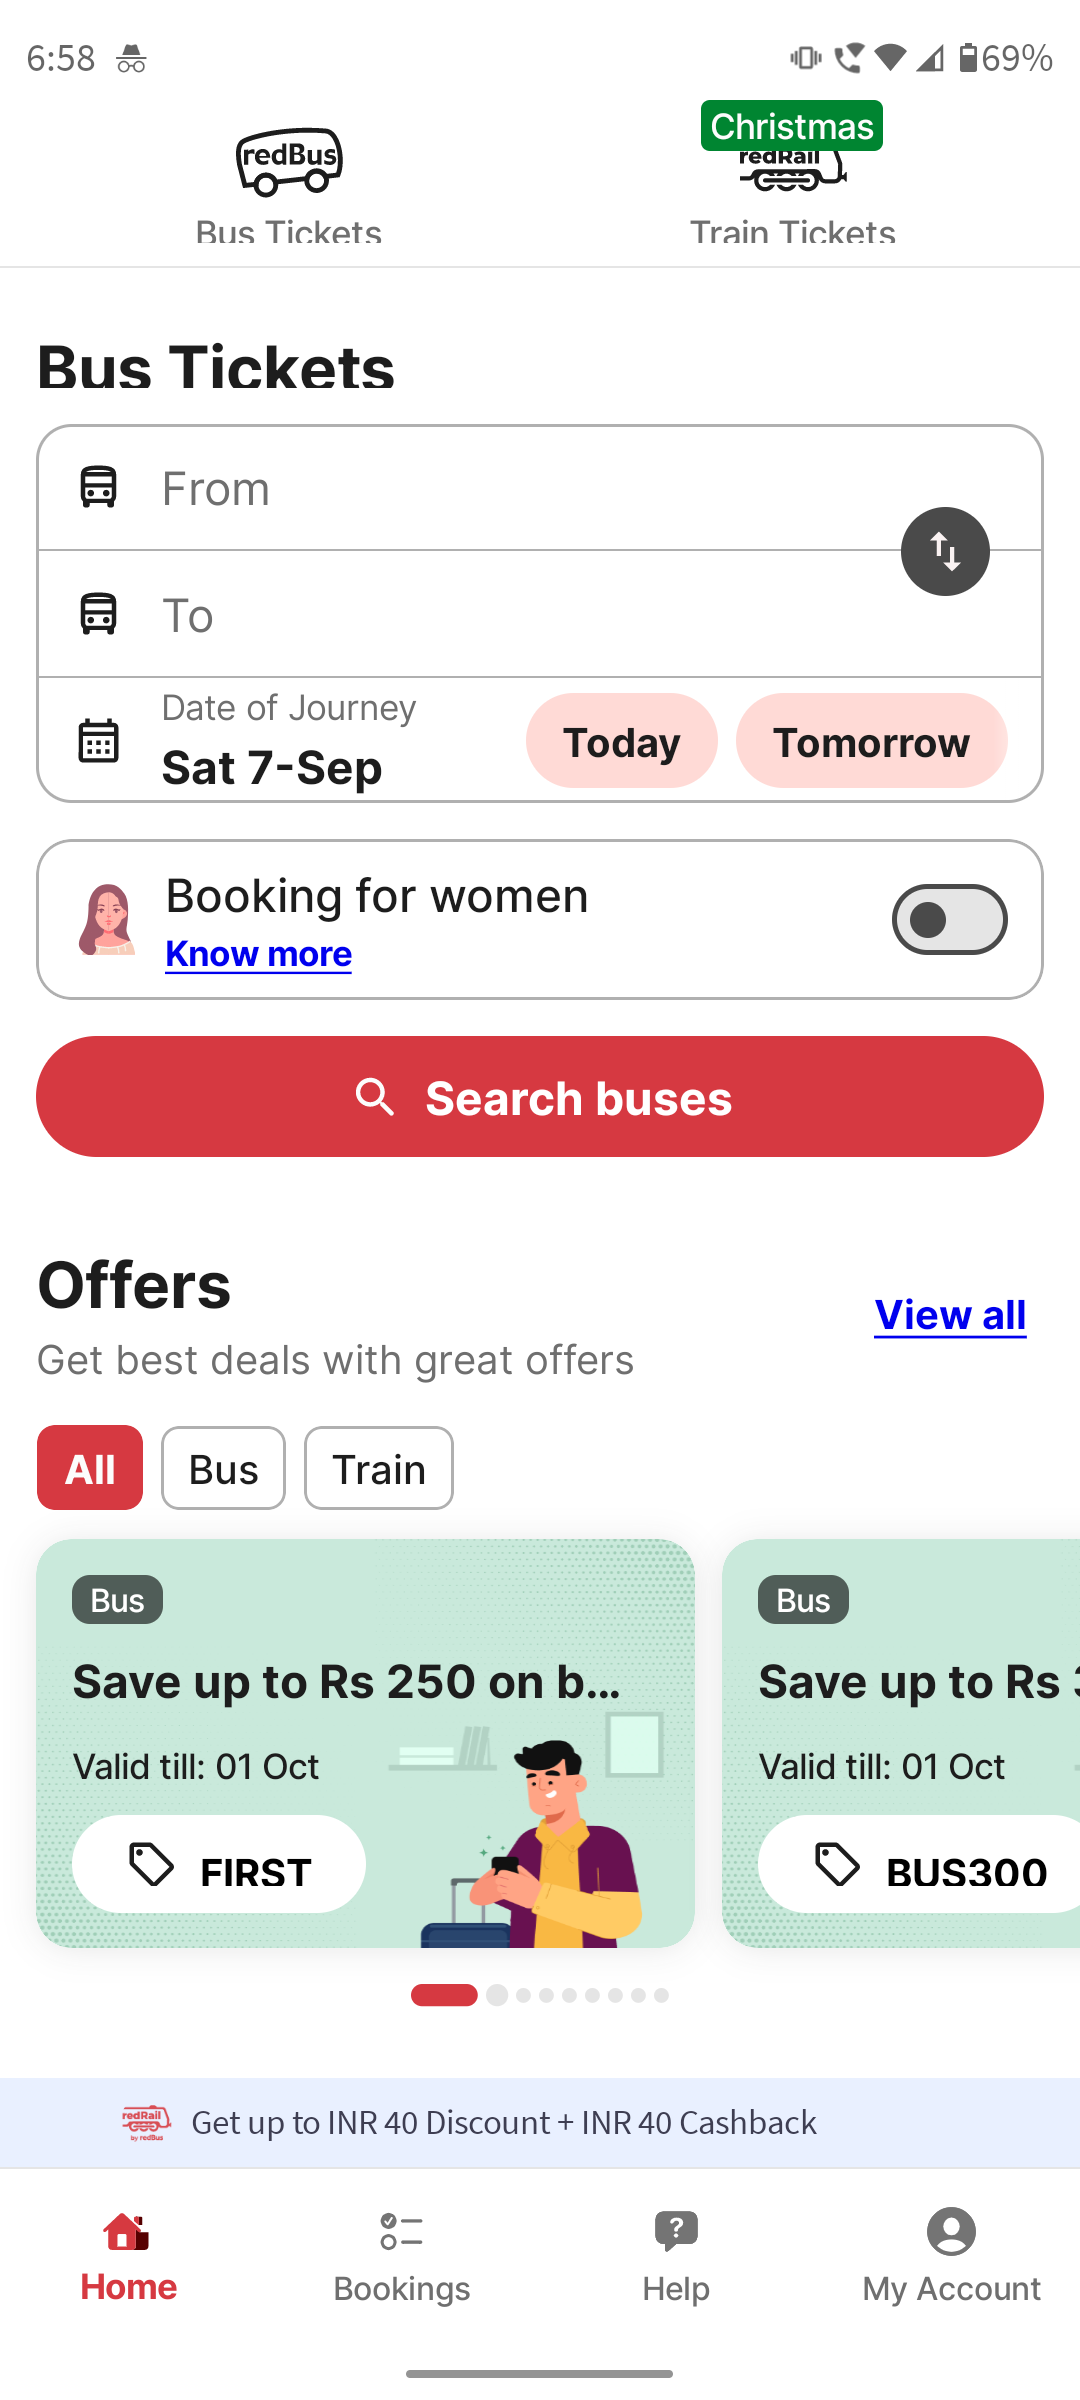 6:58
69%
redBus
Christmas
redRail
Bus Tickets
Train Tickets
Bus Tickets
From
To
Date of Journey
Sat 7-Sep
Today
Tomorrow
Booking for women
Know more
Search buses
Offers
View all
Get best deals with great offers
All
Bus
Train
Bus
Save up to Rs 250 on b...
Valid till: 01 Oct
FIRST
Bus
Save up to Rs
Valid till: 01 Oct
BUS300
redRail
by redBus
Get up to INR 40 Discount + INR 40 Cashback
Home
Bookings
Help
My Account